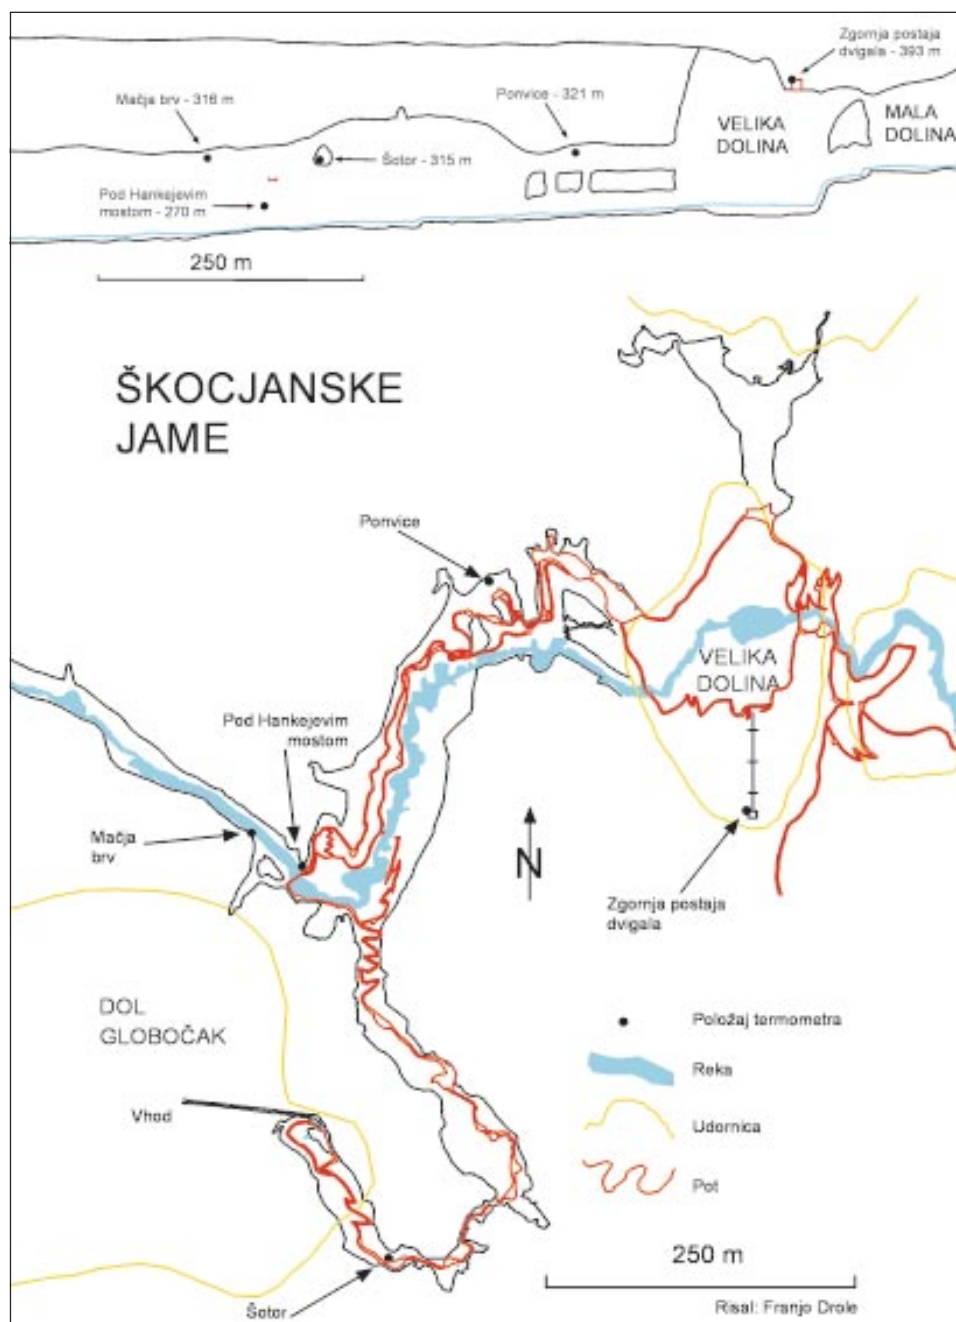 Zgornja postaja
dvigala - 393 m
Mačja brv - 316 m
Ponvice - 321 m
VELIKA
DOLINA
MALA
DOLINA
Šotor - 315 m
Pod Hankejevim
mostom - 270 m
250 m
ŠKOCJANSKE
JAME
Ponvice
VELIKA
DOLINA
Pod Hankejevim
mostom
Mačja
brv
N
Zgornja postaja
dvigala
DOL
GLOBOČAK
Položaj termometra
Reka
Vhod
Udornica
Pot
250 m
Šotor
Risal: Franjo Drole